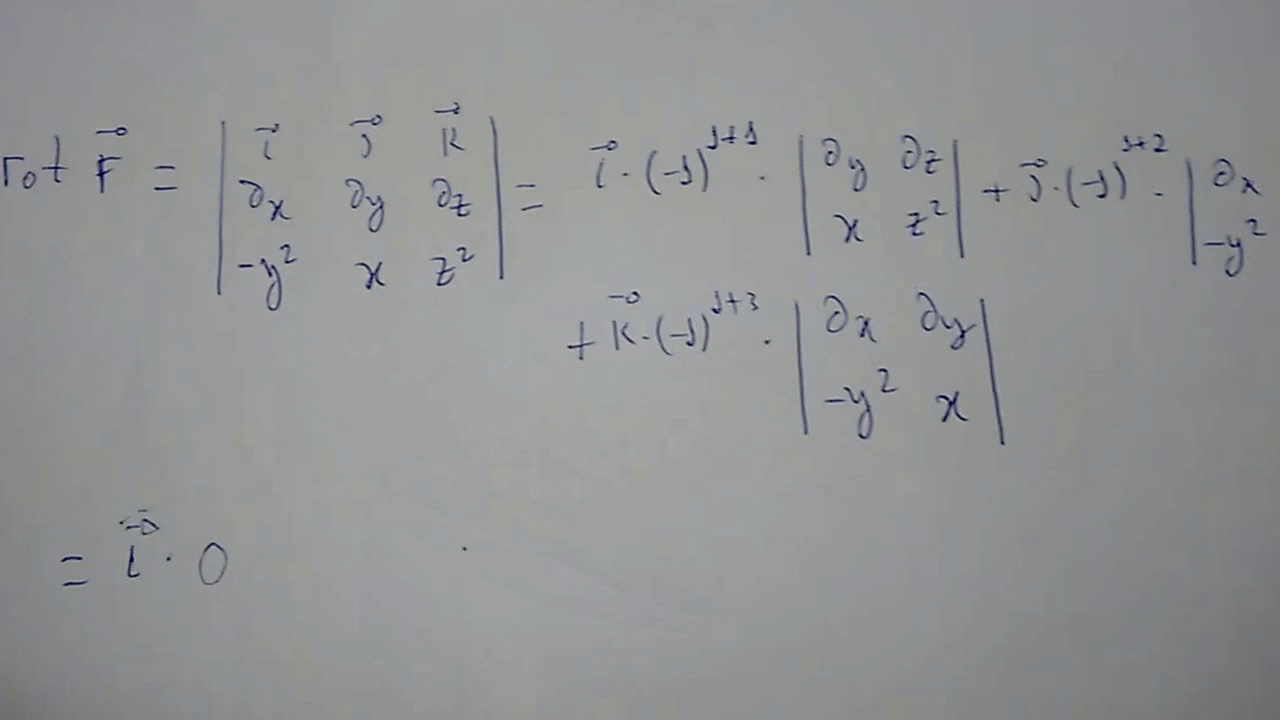 rot F⃗ = | i⃗ j⃗ k⃗ ; ∂x ∂y ∂z ; -y² x z² | = i⃗·(-1)¹⁺¹· | ∂y ∂z ; x z² | + j⃗·(-1)¹⁺²· | ∂x ; -y²
+ k⃗·(-1)¹⁺³· | ∂x ∂y ; -y² x |
= i⃗ · 0